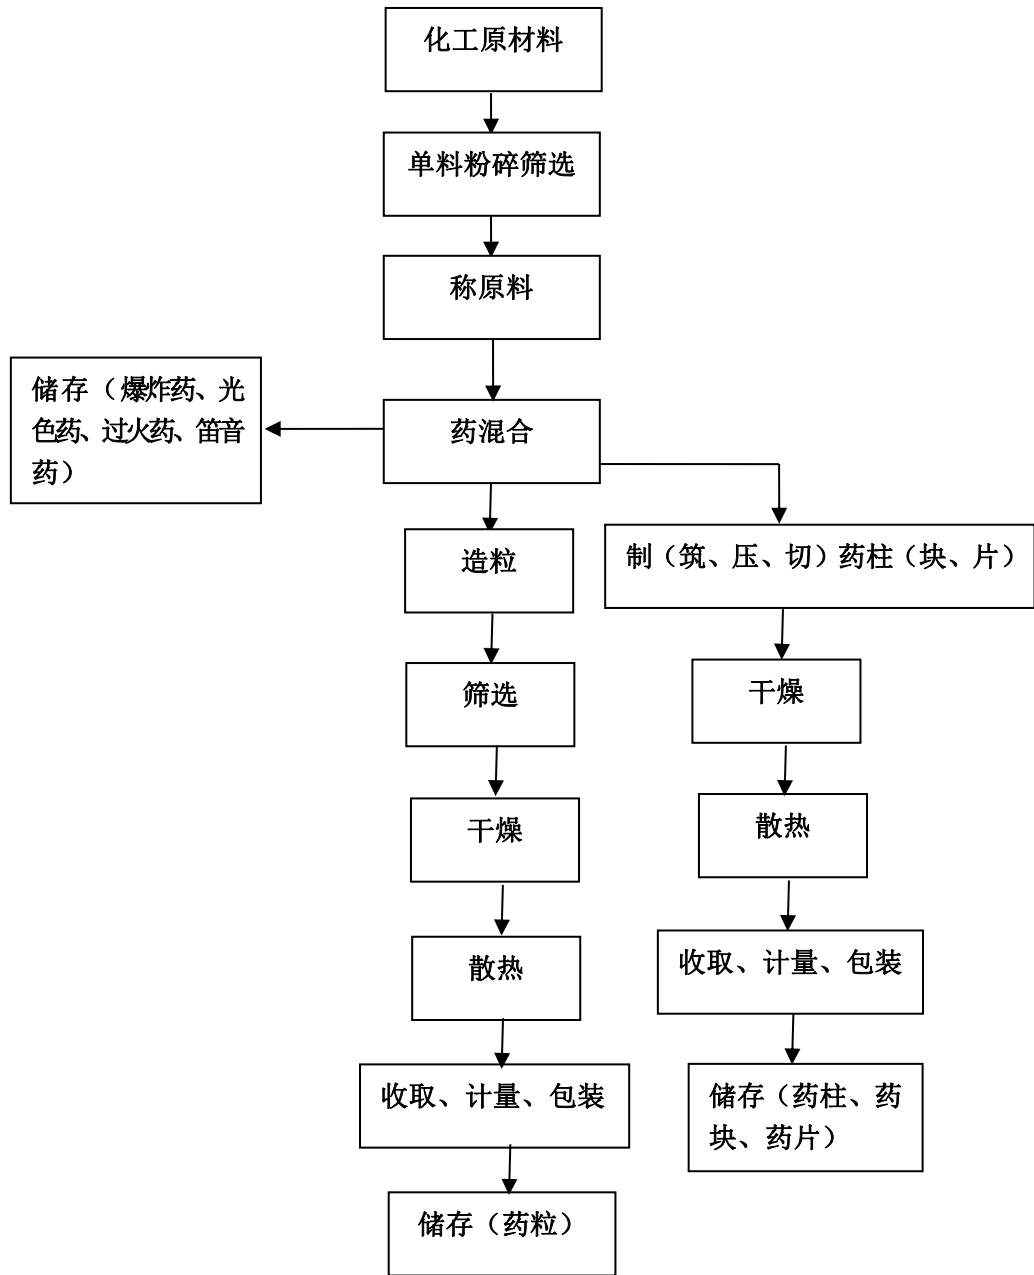 化工原材料
单料粉碎筛选
称原料
储存（爆炸药、光
色药、过火药、笛音
药）
药混合
造粒
制（筑、压、切）药柱（块、片）
筛选
干燥
干燥
散热
散热
收取、计量、包装
收取、计量、包装
储存（药柱、药
块、药片）
储存（药粒）